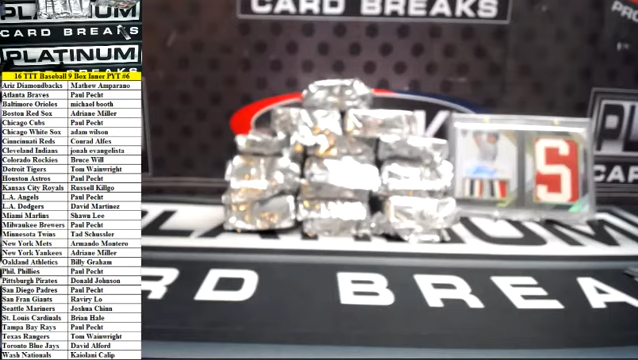 CARD BREAKS
PLATINUM
CARD BREAKS
PLATINUM
16 TTT Baseball 9 Box Inner PYT #6
Ariz Diamondbacks Mathew Amparano
Atlanta Braves Paul Pecht
Baltimore Orioles michael booth
Boston Red Sox Adriane Miller
Chicago Cubs Paul Pecht
Chicago White Sox adam wilson
Cincinnati Reds Conrad Alfes
Cleveland Indians jonah evangelista
Colorado Rockies Bruce Will
Detroit Tigers Tom Wainwright
Houston Astros Paul Pecht
Kansas City Royals Russell Killgo
L.A. Angels Paul Pecht
L.A. Dodgers David Martinez
Miami Marlins Shawn Lee
Milwaukee Brewers Paul Pecht
Minnesota Twins Tad Schussler
New York Mets Armando Montero
New York Yankees Adriane Miller
Oakland Athletics Billy Graham
Phil. Phillies Paul Pecht
Pittsburgh Pirates Donald Johnson
San Diego Padres Paul Pecht
San Fran Giants Raviry Lo
Seattle Mariners Joshua Chinn
St. Louis Cardinals Brian Hale
Tampa Bay Rays Paul Pecht
Texas Rangers Tom Wainwright
Toronto Blue Jays David Alford
Wash Nationals Kaiolani Calip
S
RD BREA